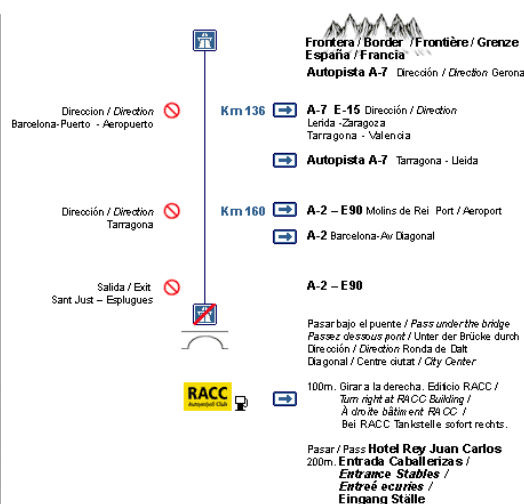 Frontera / Border / Frontière / Grenze
España / Francia
Autopista A-7 Dirección / Direction Gerona
Direccion / Direction
Barcelona-Puerto - Aeropuerto
Km 136
A-7 E-15 Dirección / Direction
Lerida -Zaragoza
Tarragona - Valencia
Autopista A-7 Tarragona - Lleida
Dirección / Direction
Tarragona
Km 160
A-2 – E90 Molins de Rei Port / Aeroport
A-2 Barcelona-Av Diagonal
Salida / Exit
Sant Just – Esplugues
A-2 – E90
Pasar bajo el puente / Pass under the bridge
Passez dessous pont / Unter der Brücke durch
Dirección / Direction Ronda de Dalt
Diagonal / Centre ciutat / City Center
RACC
Automòbil Club
100m. Girar a la derecha. Edificio RACC /
Turn right at RACC Building /
À droite bâtiment RACC /
Bei RACC Tankstelle sofort rechts.
Pasar / Pass Hotel Rey Juan Carlos
200m. Entrada Caballerizas /
Entrance Stables /
Entreé ecuries /
Eingang Ställe